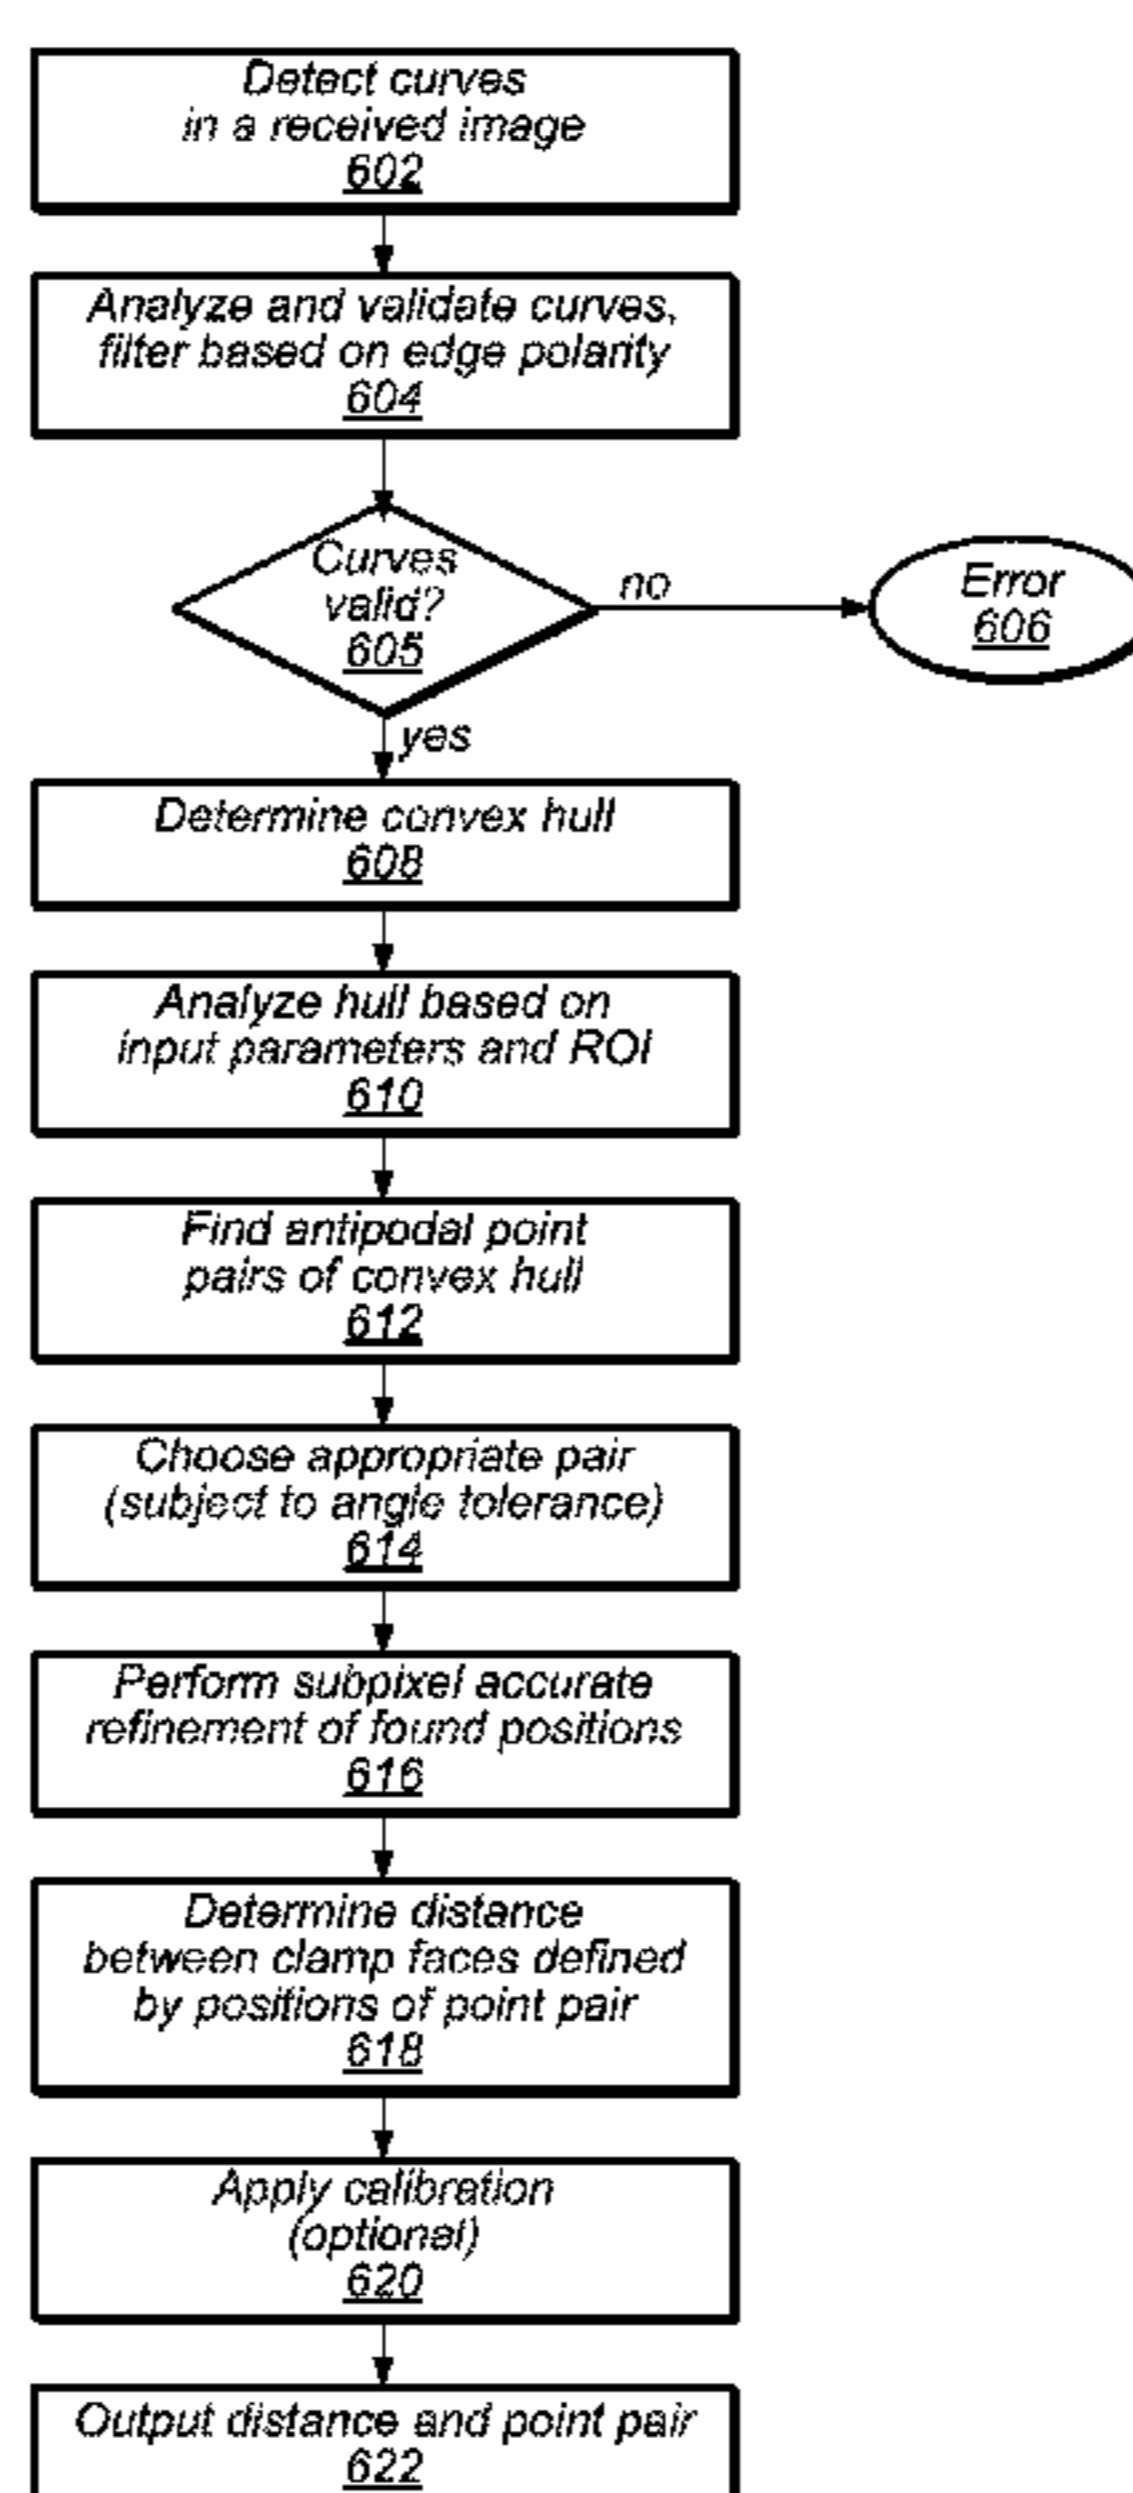 Detect curves
in a received image
602
Analyze and validate curves,
filter based on edge polarity
604
Curves
valid?
605
no
Error
606
yes
Determine convex hull
608
Analyze hull based on
input parameters and ROI
610
Find antipodal point
pairs of convex hull
612
Choose appropriate pair
(subject to angle tolerance)
614
Perform subpixel accurate
refinement of found positions
616
Determine distance
between clamp faces defined
by positions of point pair
618
Apply calibration
(optional)
620
Output distance and point pair
622